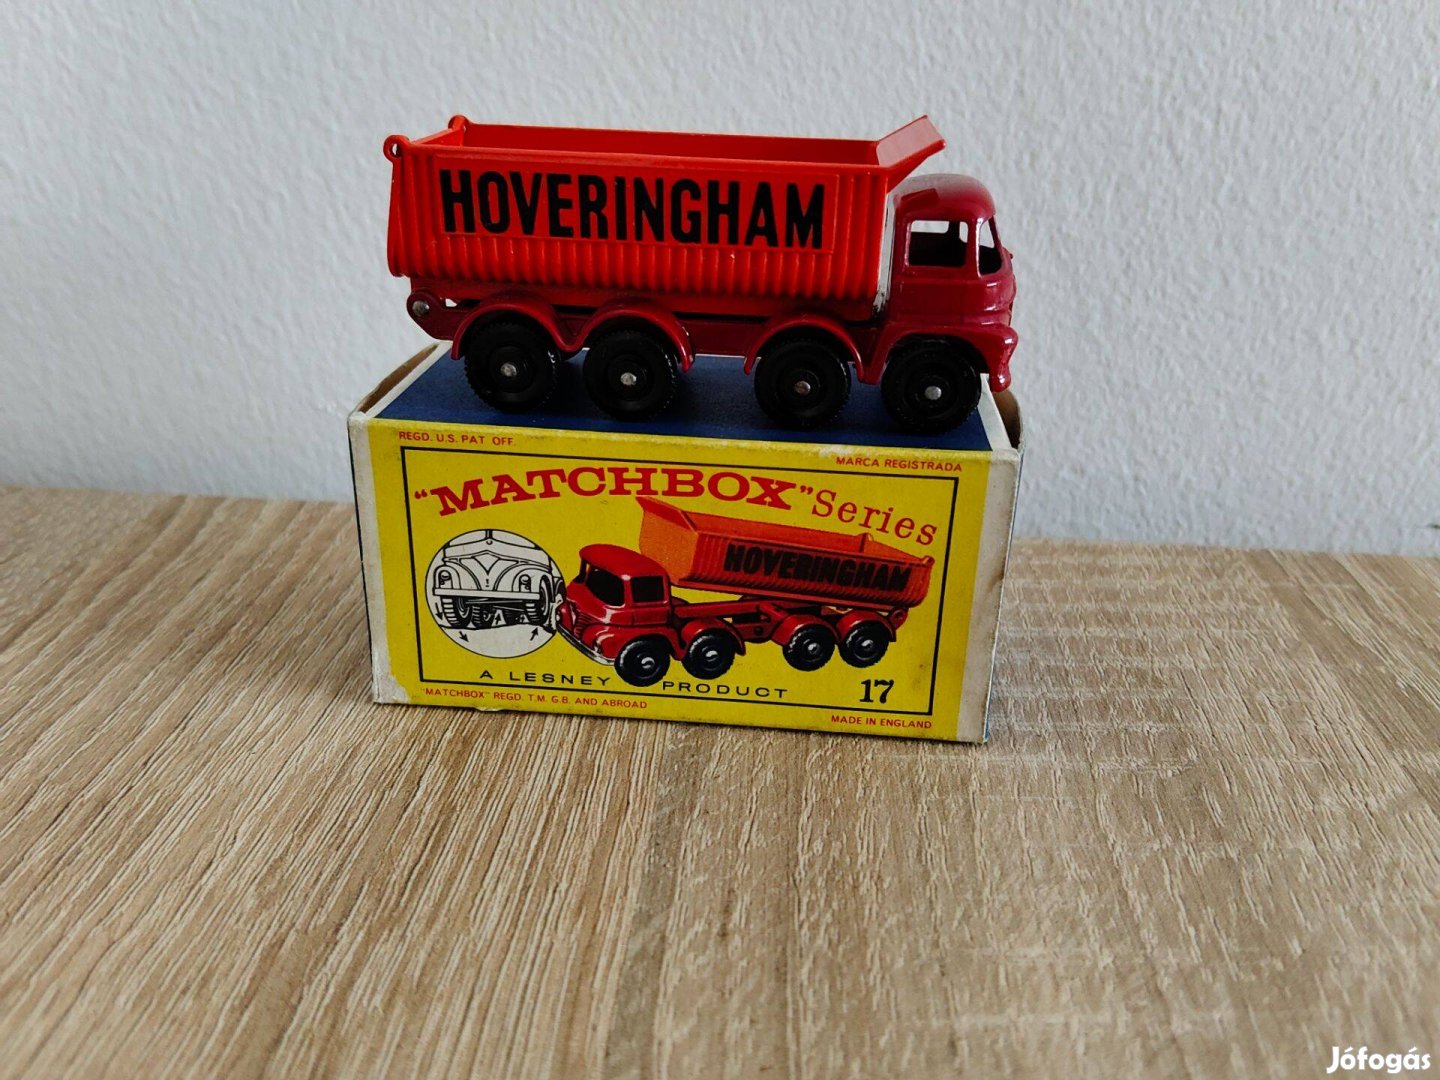 HOVERINGHAM
REGD. U.S. PAT OFF.
MARCA REGISTRADA
"MATCHBOX" Series
HOVERINGHAM
A LESNEY PRODUCT
17
"MATCHBOX" REGD. T.M. G.B. AND ABROAD
MADE IN ENGLAND
Jófogás